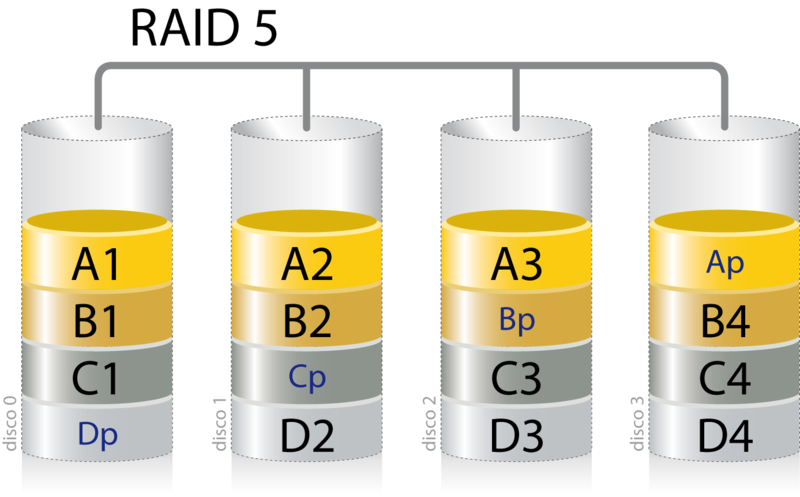 RAID 5
A1 A2 A3 Ap
B1 B2 Bp B4
C1 Cp C3 C4
Dp D2 D3 D4
disco 0 disco 1 disco 2 disco 3